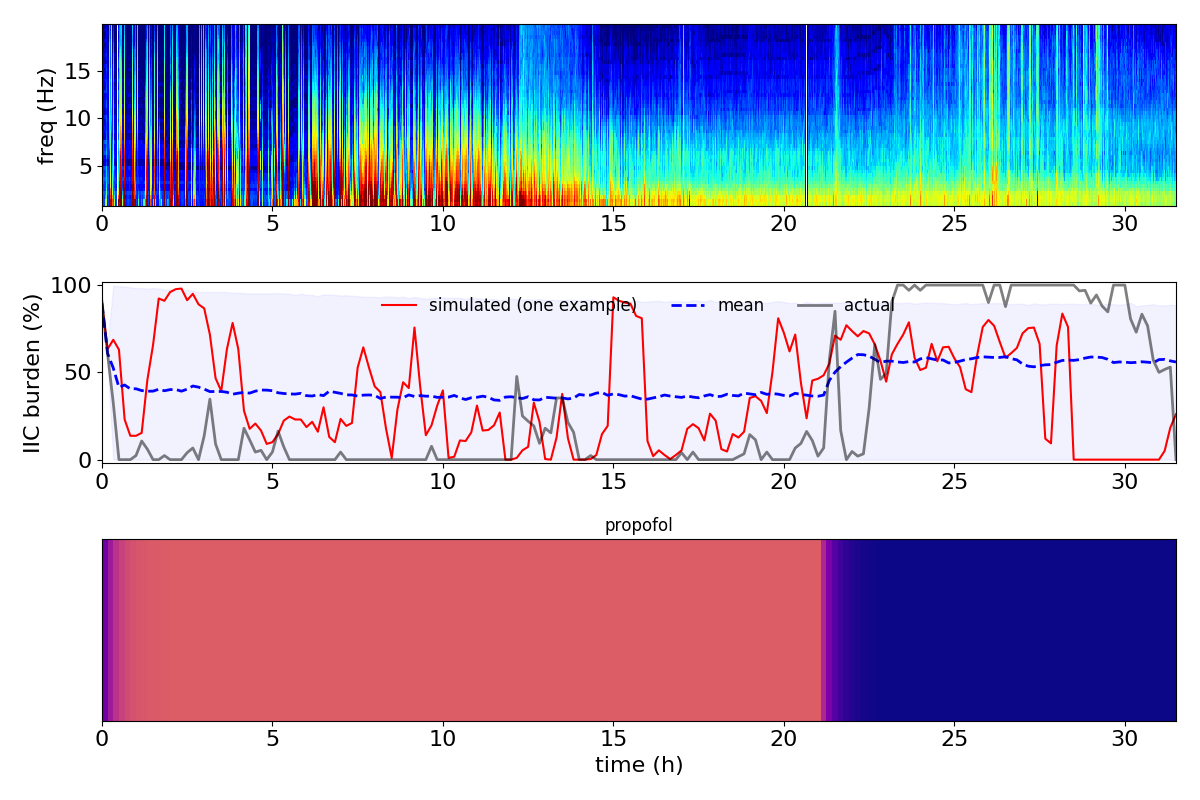 15
10
5
freq (Hz)
0 5 10 15 20 25 30
100
50
0
IIC burden (%)
simulated (one example) mean actual
0 5 10 15 20 25 30
propofol
0 5 10 15 20 25 30
time (h)